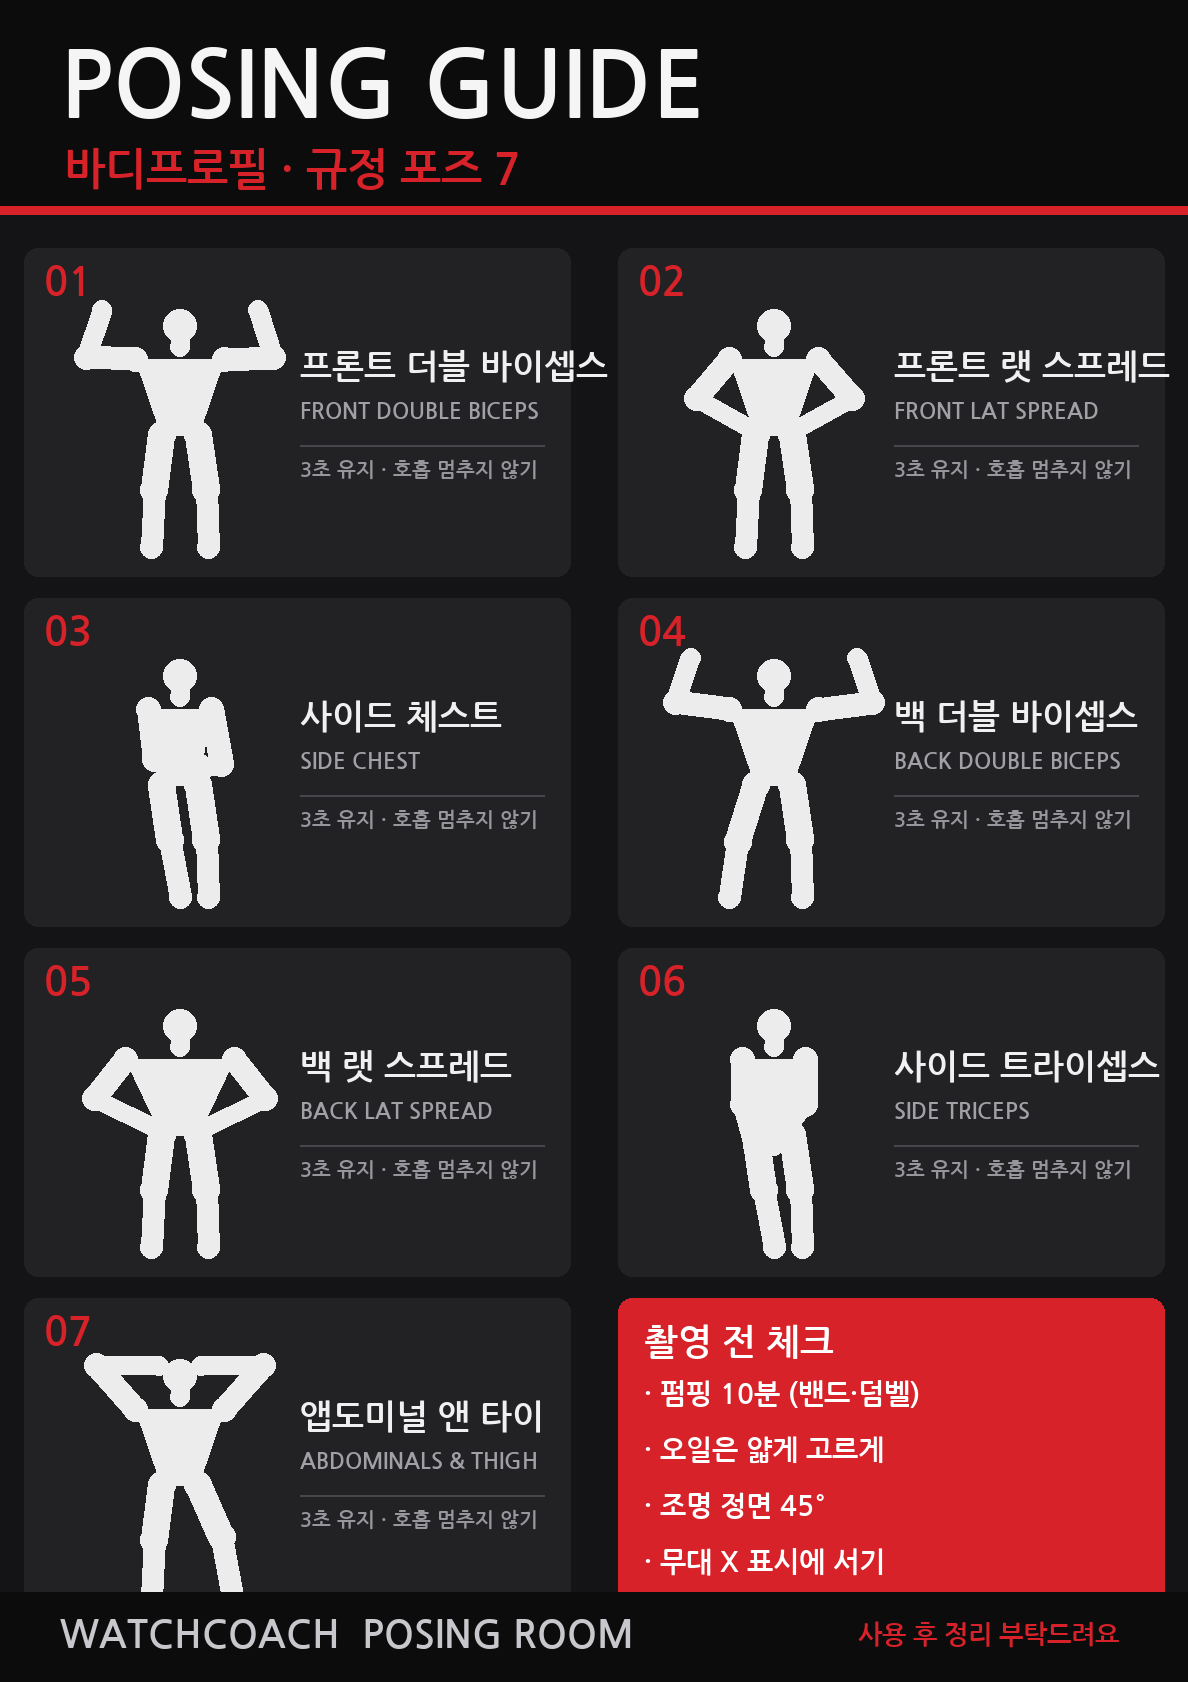 POSING GUIDE
바디프로필 · 규정 포즈 7
01
프론트 더블 바이셉스
FRONT DOUBLE BICEPS
3초 유지 · 호흡 멈추지 않기
02
프론트 랫 스프레드
FRONT LAT SPREAD
3초 유지 · 호흡 멈추지 않기
03
사이드 체스트
SIDE CHEST
3초 유지 · 호흡 멈추지 않기
04
백 더블 바이셉스
BACK DOUBLE BICEPS
3초 유지 · 호흡 멈추지 않기
05
백 랫 스프레드
BACK LAT SPREAD
3초 유지 · 호흡 멈추지 않기
06
사이드 트라이셉스
SIDE TRICEPS
3초 유지 · 호흡 멈추지 않기
07
앱도미널 앤 타이
ABDOMINALS & THIGH
3초 유지 · 호흡 멈추지 않기
촬영 전 체크
· 펌핑 10분 (밴드·덤벨)
· 오일은 얇게 고르게
· 조명 정면 45°
· 무대 X 표시에 서기
WATCHCOACH POSING ROOM
사용 후 정리 부탁드려요